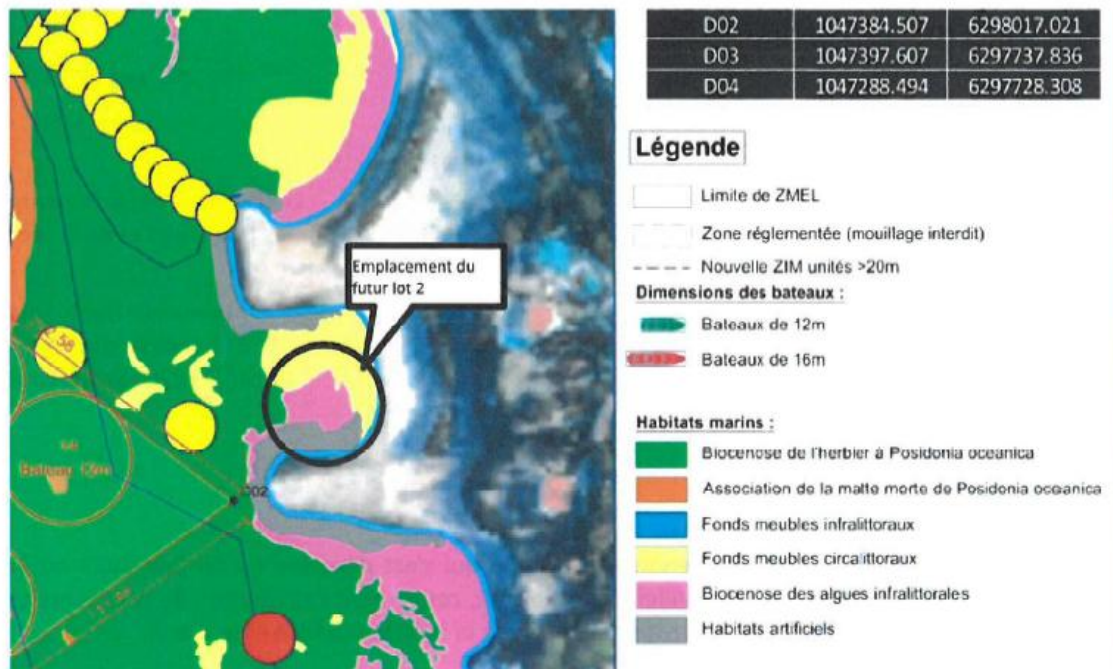 D02 1047384.507 6298017.021
D03 1047397.607 6297737.836
D04 1047288.494 6297728.308
Légende
Limite de ZMEL
Zone réglementée (mouillage interdit)
Nouvelle ZIM unités >20m
Dimensions des bateaux :
Bateaux de 12m
Bateaux de 16m
Habitats marins :
Biocenose de l'herbier à Posidonia oceanica
Association de la matte morte de Posidonia oceanica
Fonds meubles infralittoraux
Fonds meubles circalittoraux
Biocenose des algues infralittorales
Habitats artificiels
Emplacement du
futur lot 2
58
Bateau 12m
D02